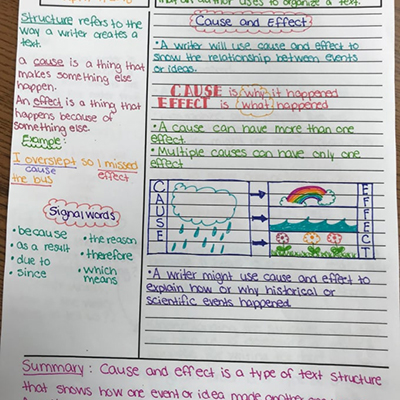 that an author uses to organize a text.
Structure refers to the
way a writer creates a
text.
a cause is a thing that
makes something else
happen.
An effect is a thing that
happens because of
something else.
Example:
I overslept so I missed
cause effect
the bus
Signal words
• because
• as a result
• due to
• since
• the reason
• therefore
• which
means
Cause and Effect
• A writer will use cause and effect to
show the relationship between events
or ideas.
CAUSE is why it happened
EFFECT is what happened
• A cause can have more than one
effect.
• Multiple causes can have only one
effect
CAUSE
EFFECT
• A writer might use cause and effect to
explain how or why historical or
scientific events happened.
Summary: Cause and effect is a type of text structure
that shows how one event or idea made another